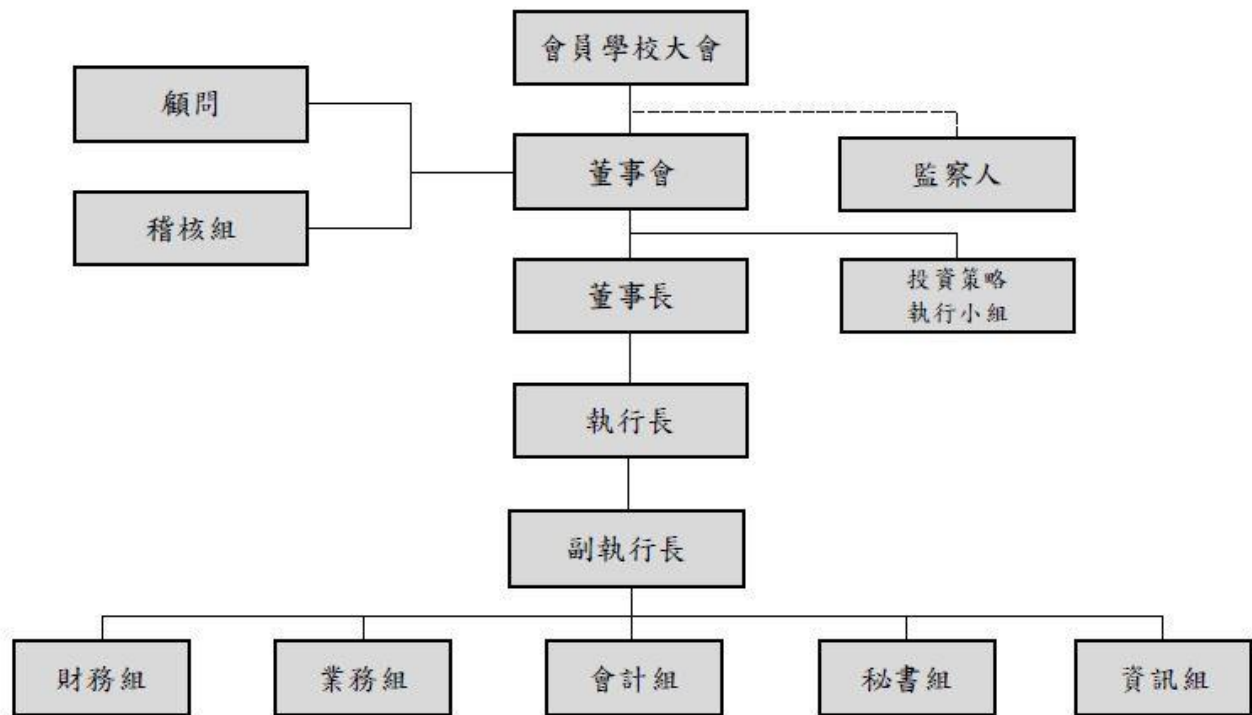 會員學校大會
顧問
董事會
監察人
稽核組
董事長
投資策略
執行小組
執行長
副執行長
財務組
業務組
會計組
秘書組
資訊組